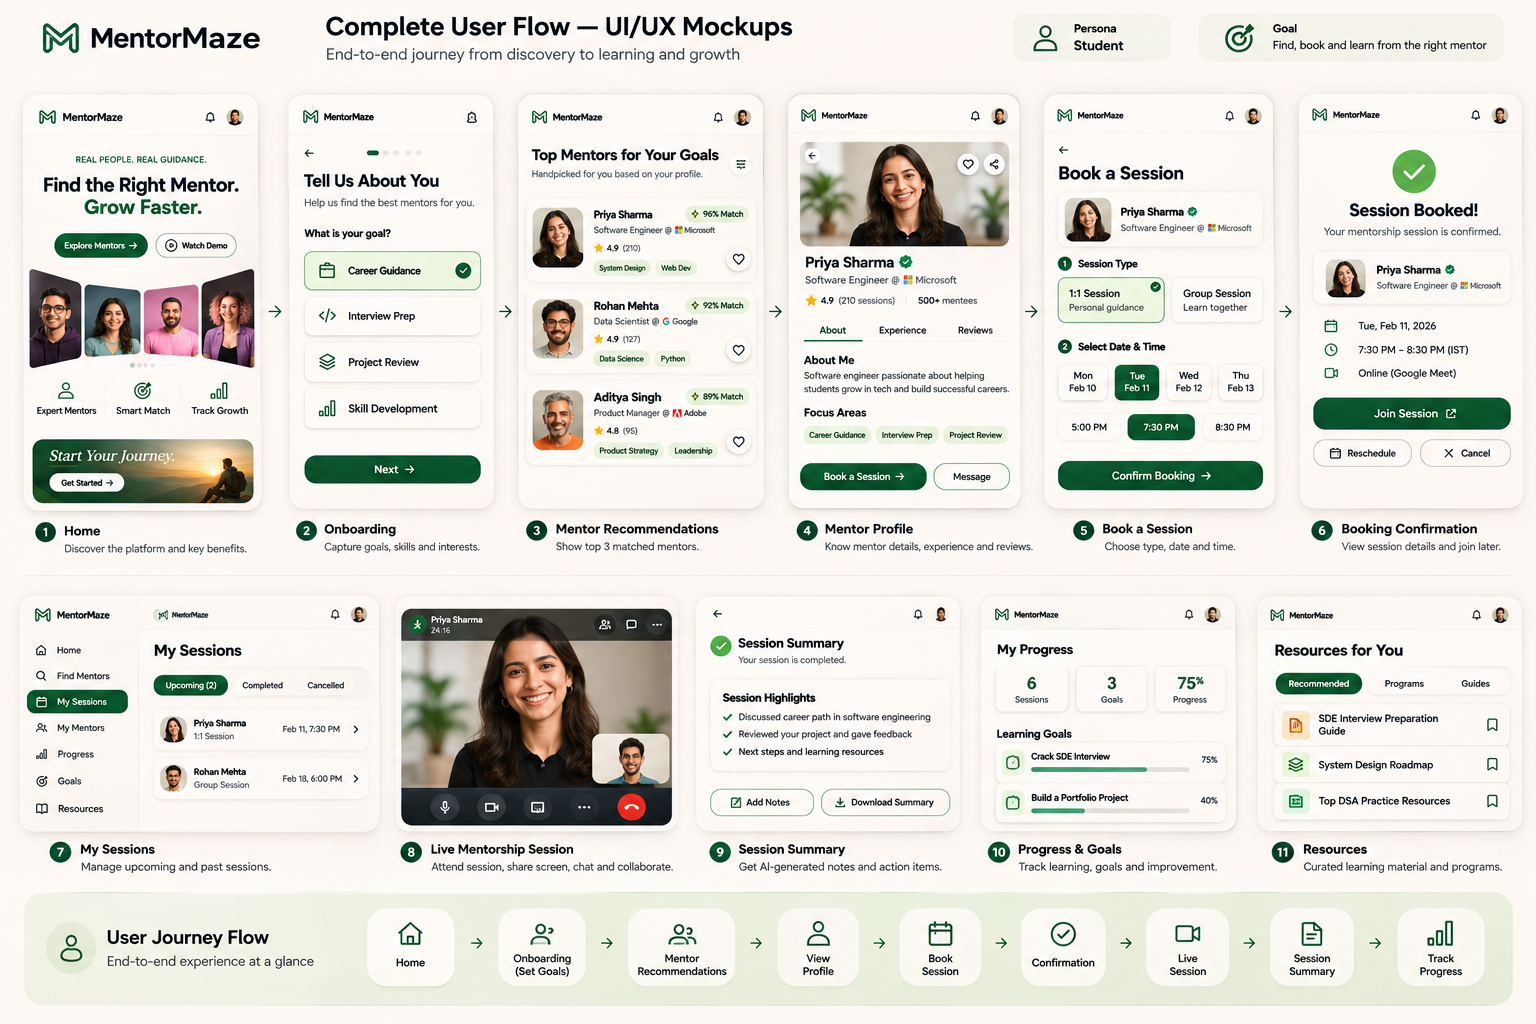 MentorMaze
Complete User Flow — UI/UX Mockups
End-to-end journey from discovery to learning and growth
Persona
Student
Goal
Find, book and learn from the right mentor
MentorMaze
REAL PEOPLE. REAL GUIDANCE.
Find the Right Mentor.
Grow Faster.
Explore Mentors →
Watch Demo
Expert Mentors
Smart Match
Track Growth
Start Your Journey.
Get Started →
1 Home
Discover the platform and key benefits.
MentorMaze
Tell Us About You
Help us find the best mentors for you.
What is your goal?
Career Guidance
Interview Prep
Project Review
Skill Development
Next →
2 Onboarding
Capture goals, skills and interests.
MentorMaze
Top Mentors for Your Goals
Handpicked for you based on your profile.
Priya Sharma
96% Match
Software Engineer @ Microsoft
4.9 (210)
System Design
Web Dev
Rohan Mehta
92% Match
Data Scientist @ G Google
4.9 (127)
Data Science
Python
Aditya Singh
89% Match
Product Manager @ Adobe
4.8 (95)
Product Strategy
Leadership
3 Mentor Recommendations
Show top 3 matched mentors.
MentorMaze
Priya Sharma
Software Engineer @ Microsoft
4.9 (210 sessions)
500+ mentees
About
Experience
Reviews
About Me
Software engineer passionate about helping
students grow in tech and build successful careers.
Focus Areas
Career Guidance
Interview Prep
Project Review
Book a Session →
Message
4 Mentor Profile
Know mentor details, experience and reviews.
MentorMaze
Book a Session
Priya Sharma
Software Engineer @ Microsoft
1 Session Type
1:1 Session
Personal guidance
Group Session
Learn together
2 Select Date & Time
Mon
Feb 10
Tue
Feb 11
Wed
Feb 12
Thu
Feb 13
5:00 PM
7:30 PM
8:30 PM
Confirm Booking →
5 Book a Session
Choose type, date and time.
MentorMaze
Session Booked!
Your mentorship session is confirmed.
Priya Sharma
Software Engineer @ Microsoft
Tue, Feb 11, 2026
7:30 PM – 8:30 PM (IST)
Online (Google Meet)
Join Session
Reschedule
Cancel
6 Booking Confirmation
View session details and join later.
MentorMaze
Home
Find Mentors
My Sessions
My Mentors
Progress
Goals
Resources
MentorMaze
My Sessions
Upcoming (2)
Completed
Cancelled
Priya Sharma
1:1 Session
Feb 11, 7:30 PM
Rohan Mehta
Group Session
Feb 18, 6:00 PM
7 My Sessions
Manage upcoming and past sessions.
Priya Sharma
24:16
8 Live Mentorship Session
Attend session, share screen, chat and collaborate.
Session Summary
Your session is completed.
Session Highlights
Discussed career path in software engineering
Reviewed your project and gave feedback
Next steps and learning resources
Add Notes
Download Summary
9 Session Summary
Get AI-generated notes and action items.
MentorMaze
My Progress
6
Sessions
3
Goals
75%
Progress
Learning Goals
Crack SDE Interview
75%
Build a Portfolio Project
40%
10 Progress & Goals
Track learning, goals and improvement.
MentorMaze
Resources for You
Recommended
Programs
Guides
SDE Interview Preparation
Guide
System Design Roadmap
Top DSA Practice Resources
11 Resources
Curated learning material and programs.
User Journey Flow
End-to-end experience at a glance
Home
Onboarding
(Set Goals)
Mentor
Recommendations
View
Profile
Book
Session
Confirmation
Live
Session
Session
Summary
Track
Progress